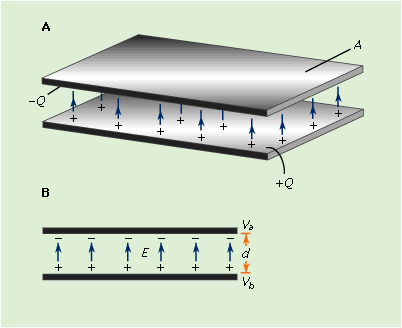 A
A
−Q
+ + + + + + + + + +
+Q
B
Va
− − − − − −
E
d
+ + + + + +
Vb